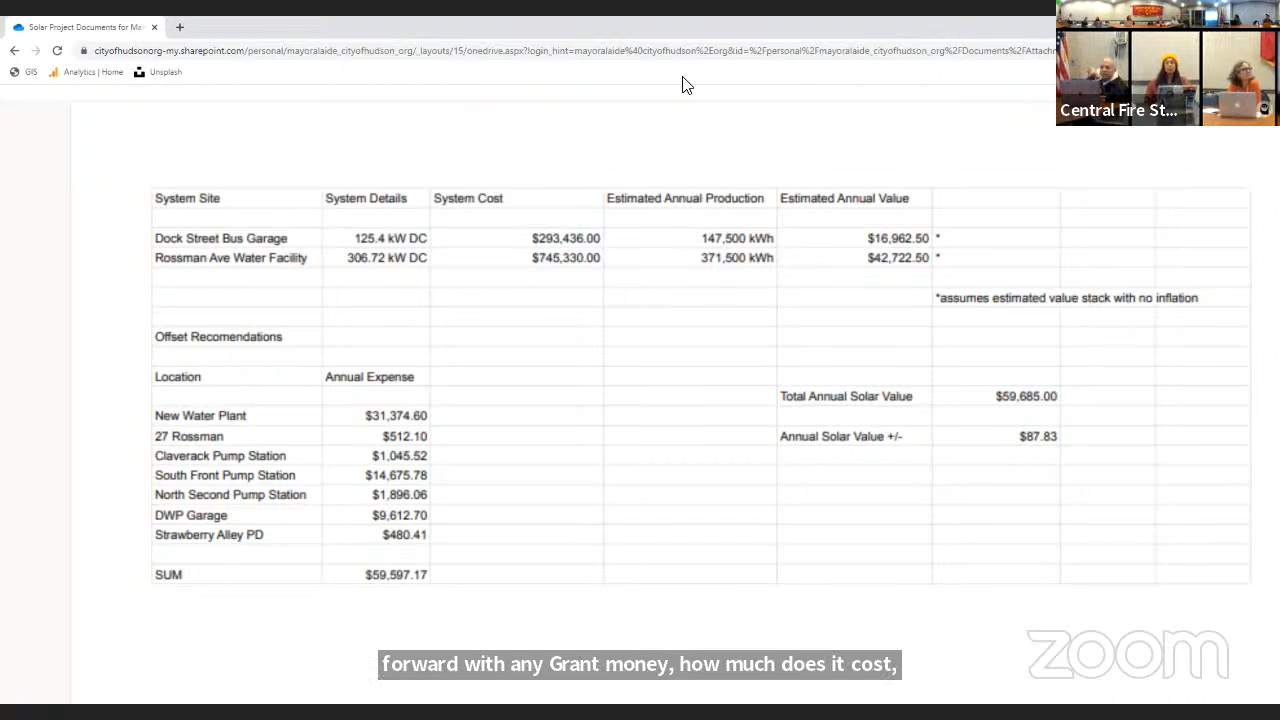 Solar Project Documents for Ma
cityofhudsonorg-my.sharepoint.com/personal/mayoralaide_cityofhudson_org/_layouts/15/onedrive.aspx?login_hint=mayoralaide%40cityofhudson%2Eorg&id=%2Fpersonal%2Fmayoralaide_cityofhudson_org%2FDocuments%2FAttachm
GIS Analytics | Home Unsplash
Central Fire St...
System Site System Details System Cost Estimated Annual Production Estimated Annual Value
Dock Street Bus Garage 125.4 kW DC $293,436.00 147,500 kWh $16,962.50 *
Rossman Ave Water Facility 306.72 kW DC $745,330.00 371,500 kWh $42,722.50 *
*assumes estimated value stack with no inflation
Offset Recomendations
Location Annual Expense
Total Annual Solar Value $59,685.00
New Water Plant $31,374.60
27 Rossman $512.10 Annual Solar Value +/- $87.83
Claverack Pump Station $1,045.52
South Front Pump Station $14,675.78
North Second Pump Station $1,896.06
DWP Garage $9,612.70
Strawberry Alley PD $480.41
SUM $59,597.17
forward with any Grant money, how much does it cost,
zoom